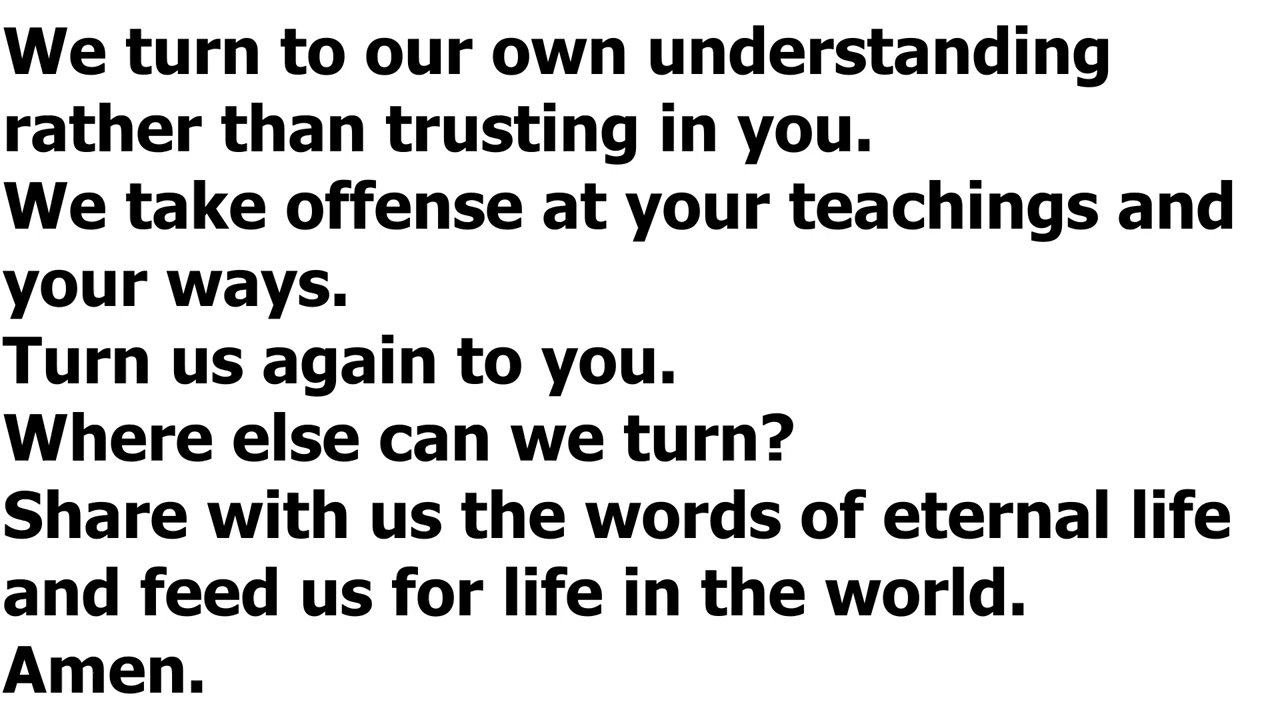 We turn to our own understanding
rather than trusting in you.
We take offense at your teachings and
your ways.
Turn us again to you.
Where else can we turn?
Share with us the words of eternal life
and feed us for life in the world.
Amen.